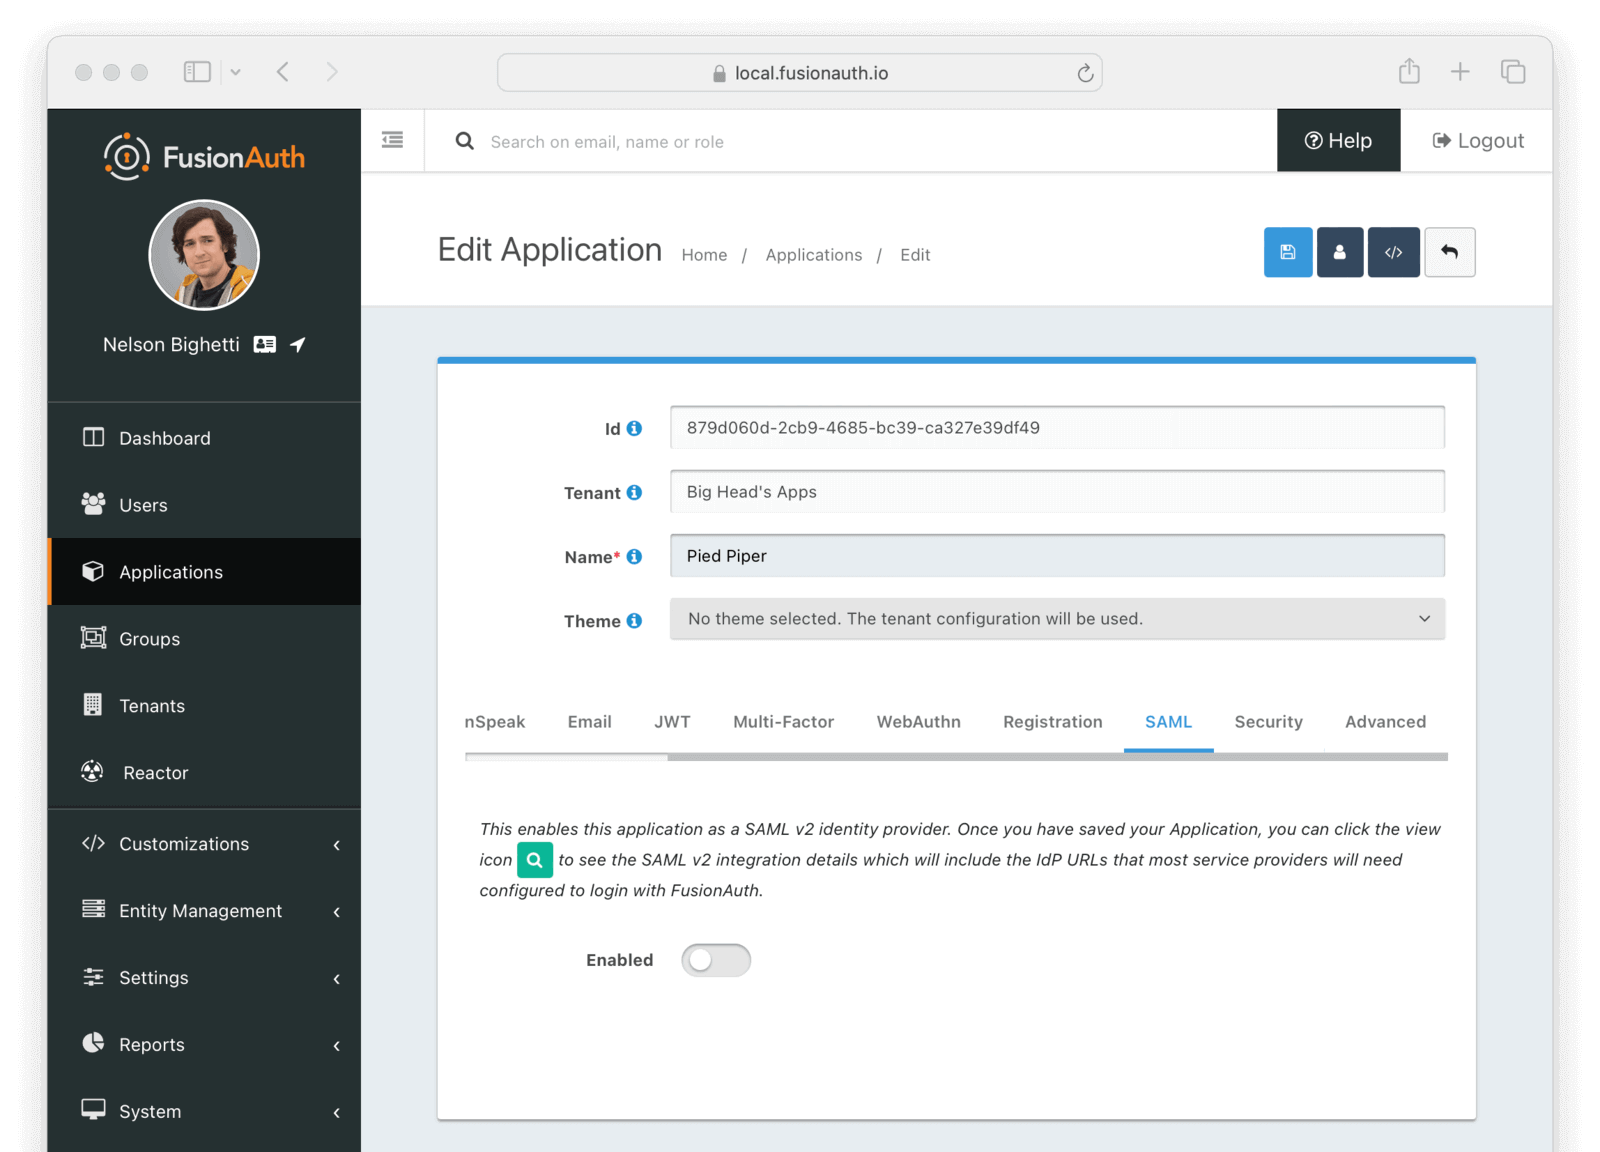 local.fusionauth.io
FusionAuth
Search on email, name or role
Help
Logout
Nelson Bighetti
Edit Application
Home / Applications / Edit
Dashboard
Users
Applications
Groups
Tenants
Reactor
Customizations
Entity Management
Settings
Reports
System
Id
879d060d-2cb9-4685-bc39-ca327e39df49
Tenant
Big Head's Apps
Name*
Pied Piper
Theme
No theme selected. The tenant configuration will be used.
nSpeak Email JWT Multi-Factor WebAuthn Registration SAML Security Advanced
This enables this application as a SAML v2 identity provider. Once you have saved your Application, you can click the view
icon to see the SAML v2 integration details which will include the IdP URLs that most service providers will need
configured to login with FusionAuth.
Enabled